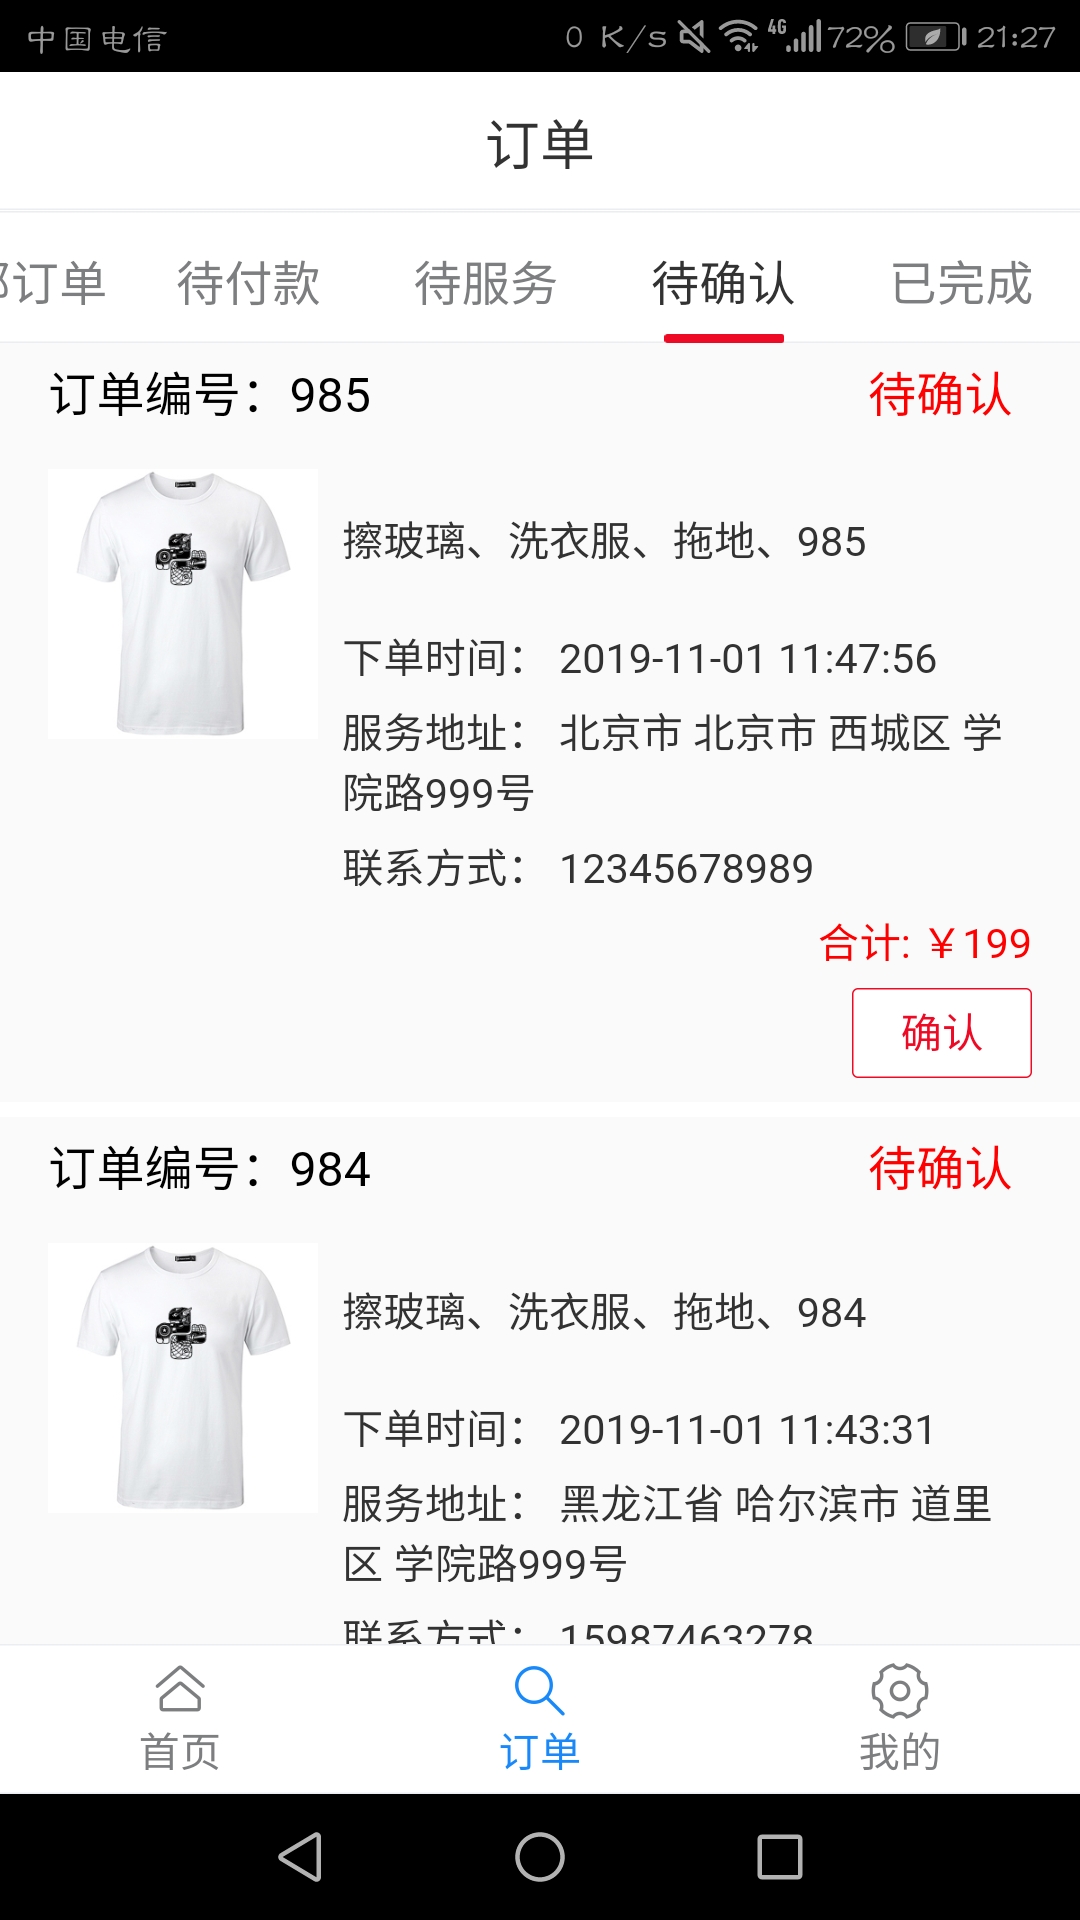 中国电信 0 K/s 4G 72% 21:27
订单
部订单 待付款 待服务 待确认 已完成
订单编号：985 待确认
擦玻璃、洗衣服、拖地、985
下单时间： 2019-11-01 11:47:56
服务地址： 北京市 北京市 西城区 学
院路999号
联系方式： 12345678989
合计:￥199
确认
订单编号：984 待确认
擦玻璃、洗衣服、拖地、984
下单时间： 2019-11-01 11:43:31
服务地址： 黑龙江省 哈尔滨市 道里
区 学院路999号
联系方式： 15987463278
首页 订单 我的